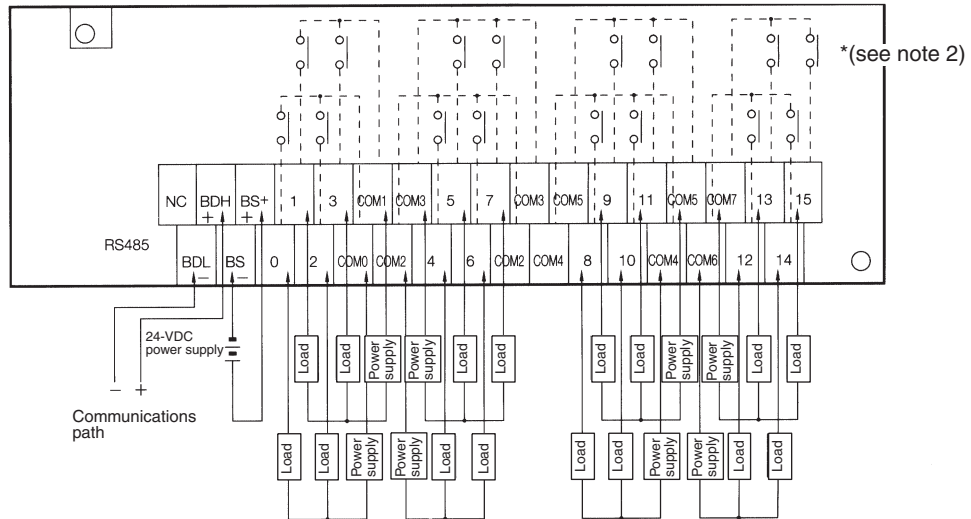 *(see note 2)
NC BDH + BS+ + 1 3 COM1 COM3 5 7 COM3 COM5 9 11 COM5 COM7 13 15
RS485
BDL − BS − 0 2 COM0 COM2 4 6 COM2 COM4 8 10 COM4 COM6 12 14
24-VDC
power supply
Load Load Power supply Power supply Load Load Load Load Power supply Power supply Load Load
− +
Communications
path
Load Load Power supply Power supply Load Load Load Load Power supply Power supply Load Load